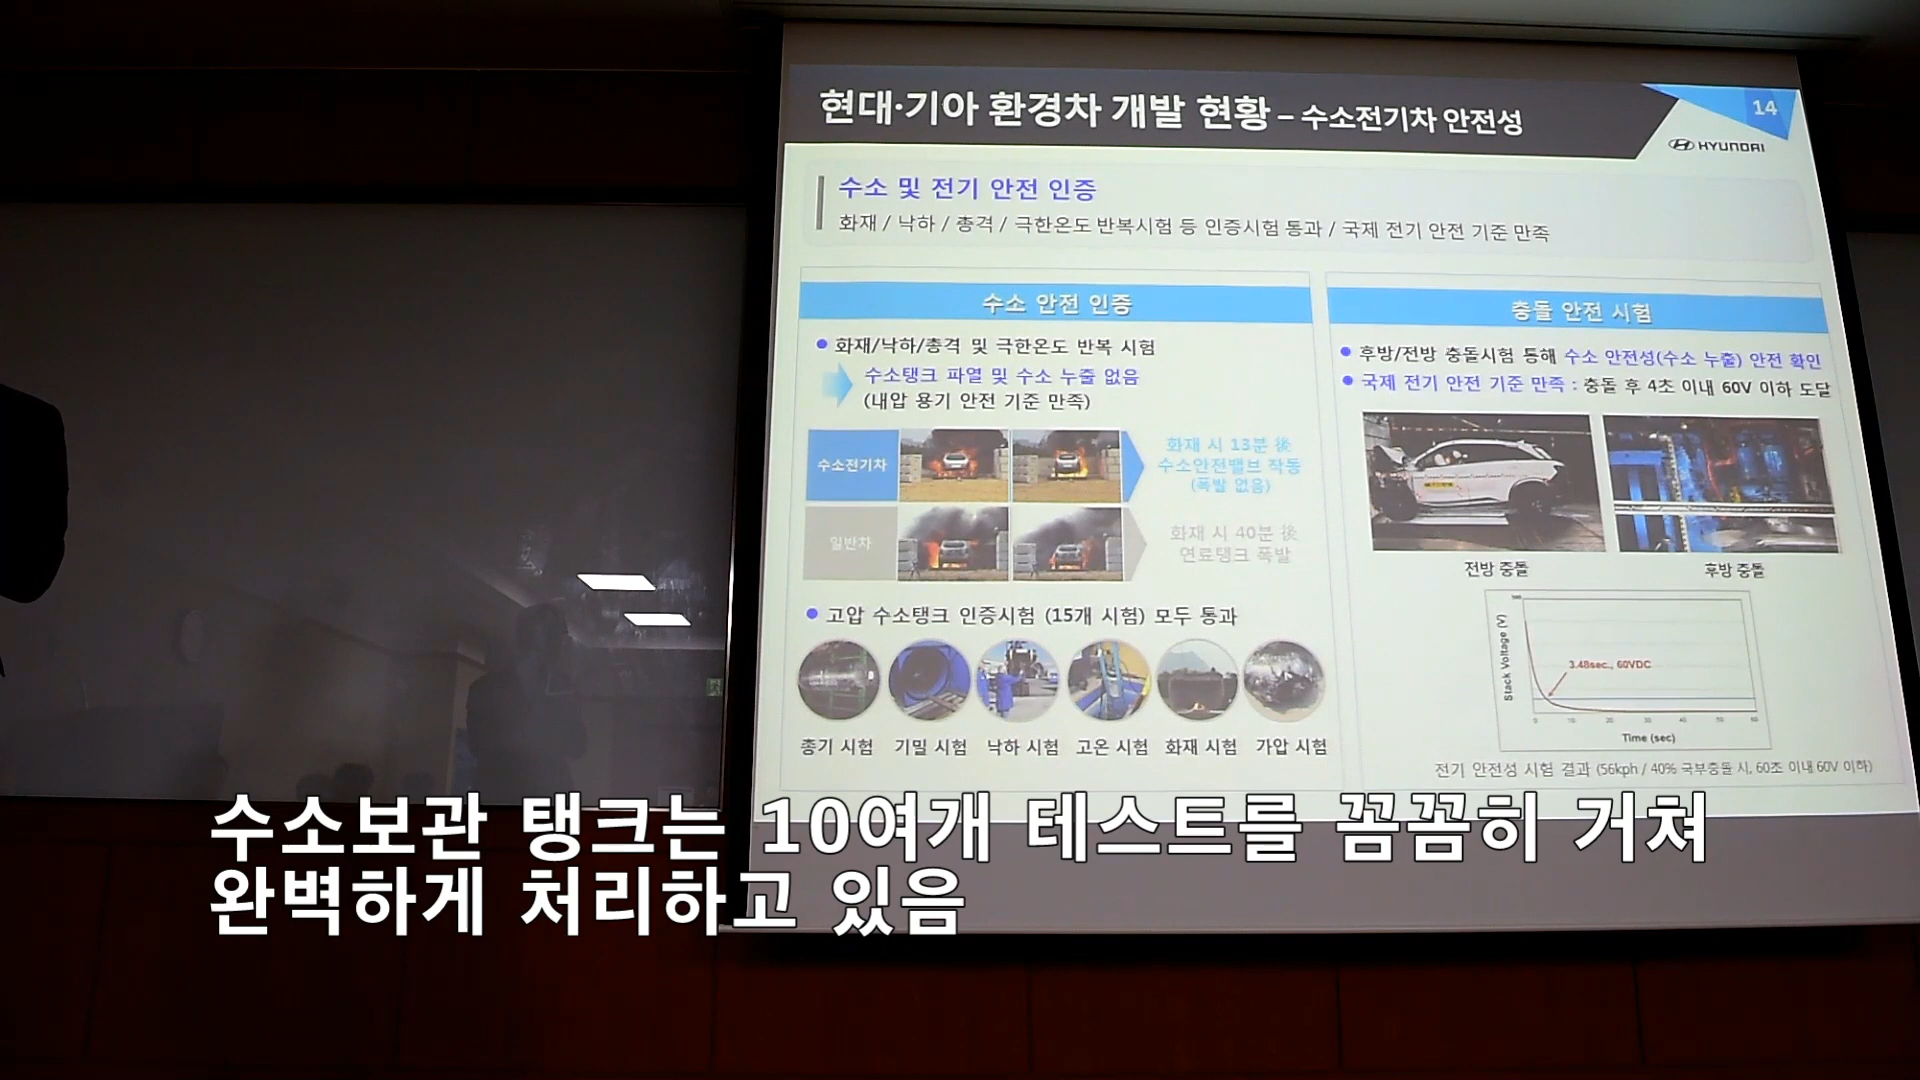 현대·기아 환경차 개발 현황 – 수소전기차 안전성
14
HYUNDAI
수소 및 전기 안전 인증
화재 / 낙하 / 총격 / 극한온도 반복시험 등 인증시험 통과 / 국제 전기 안전 기준 만족
수소 안전 인증
화재/낙하/총격 및 극한온도 반복 시험
수소탱크 파열 및 수소 누출 없음
(내압 용기 안전 기준 만족)
수소전기차
화재 시 13분 後
수소안전밸브 작동
(폭발 없음)
일반차
화재 시 40분 後
연료탱크 폭발
고압 수소탱크 인증시험 (15개 시험) 모두 통과
총기 시험
기밀 시험
낙하 시험
고온 시험
화재 시험
가압 시험
충돌 안전 시험
후방/전방 충돌시험 통해 수소 안전성(수소 누출) 안전 확인
국제 전기 안전 기준 만족 : 충돌 후 4초 이내 60V 이하 도달
전방 충돌
후방 충돌
Stack Voltage (V)
3.48sec., 60VDC
0 10 20 30 40 50 60
Time (sec)
전기 안전성 시험 결과 (56kph / 40% 국부충돌 시, 60초 이내 60V 이하)
수소보관 탱크는 10여개 테스트를 꼼꼼히 거쳐
완벽하게 처리하고 있음